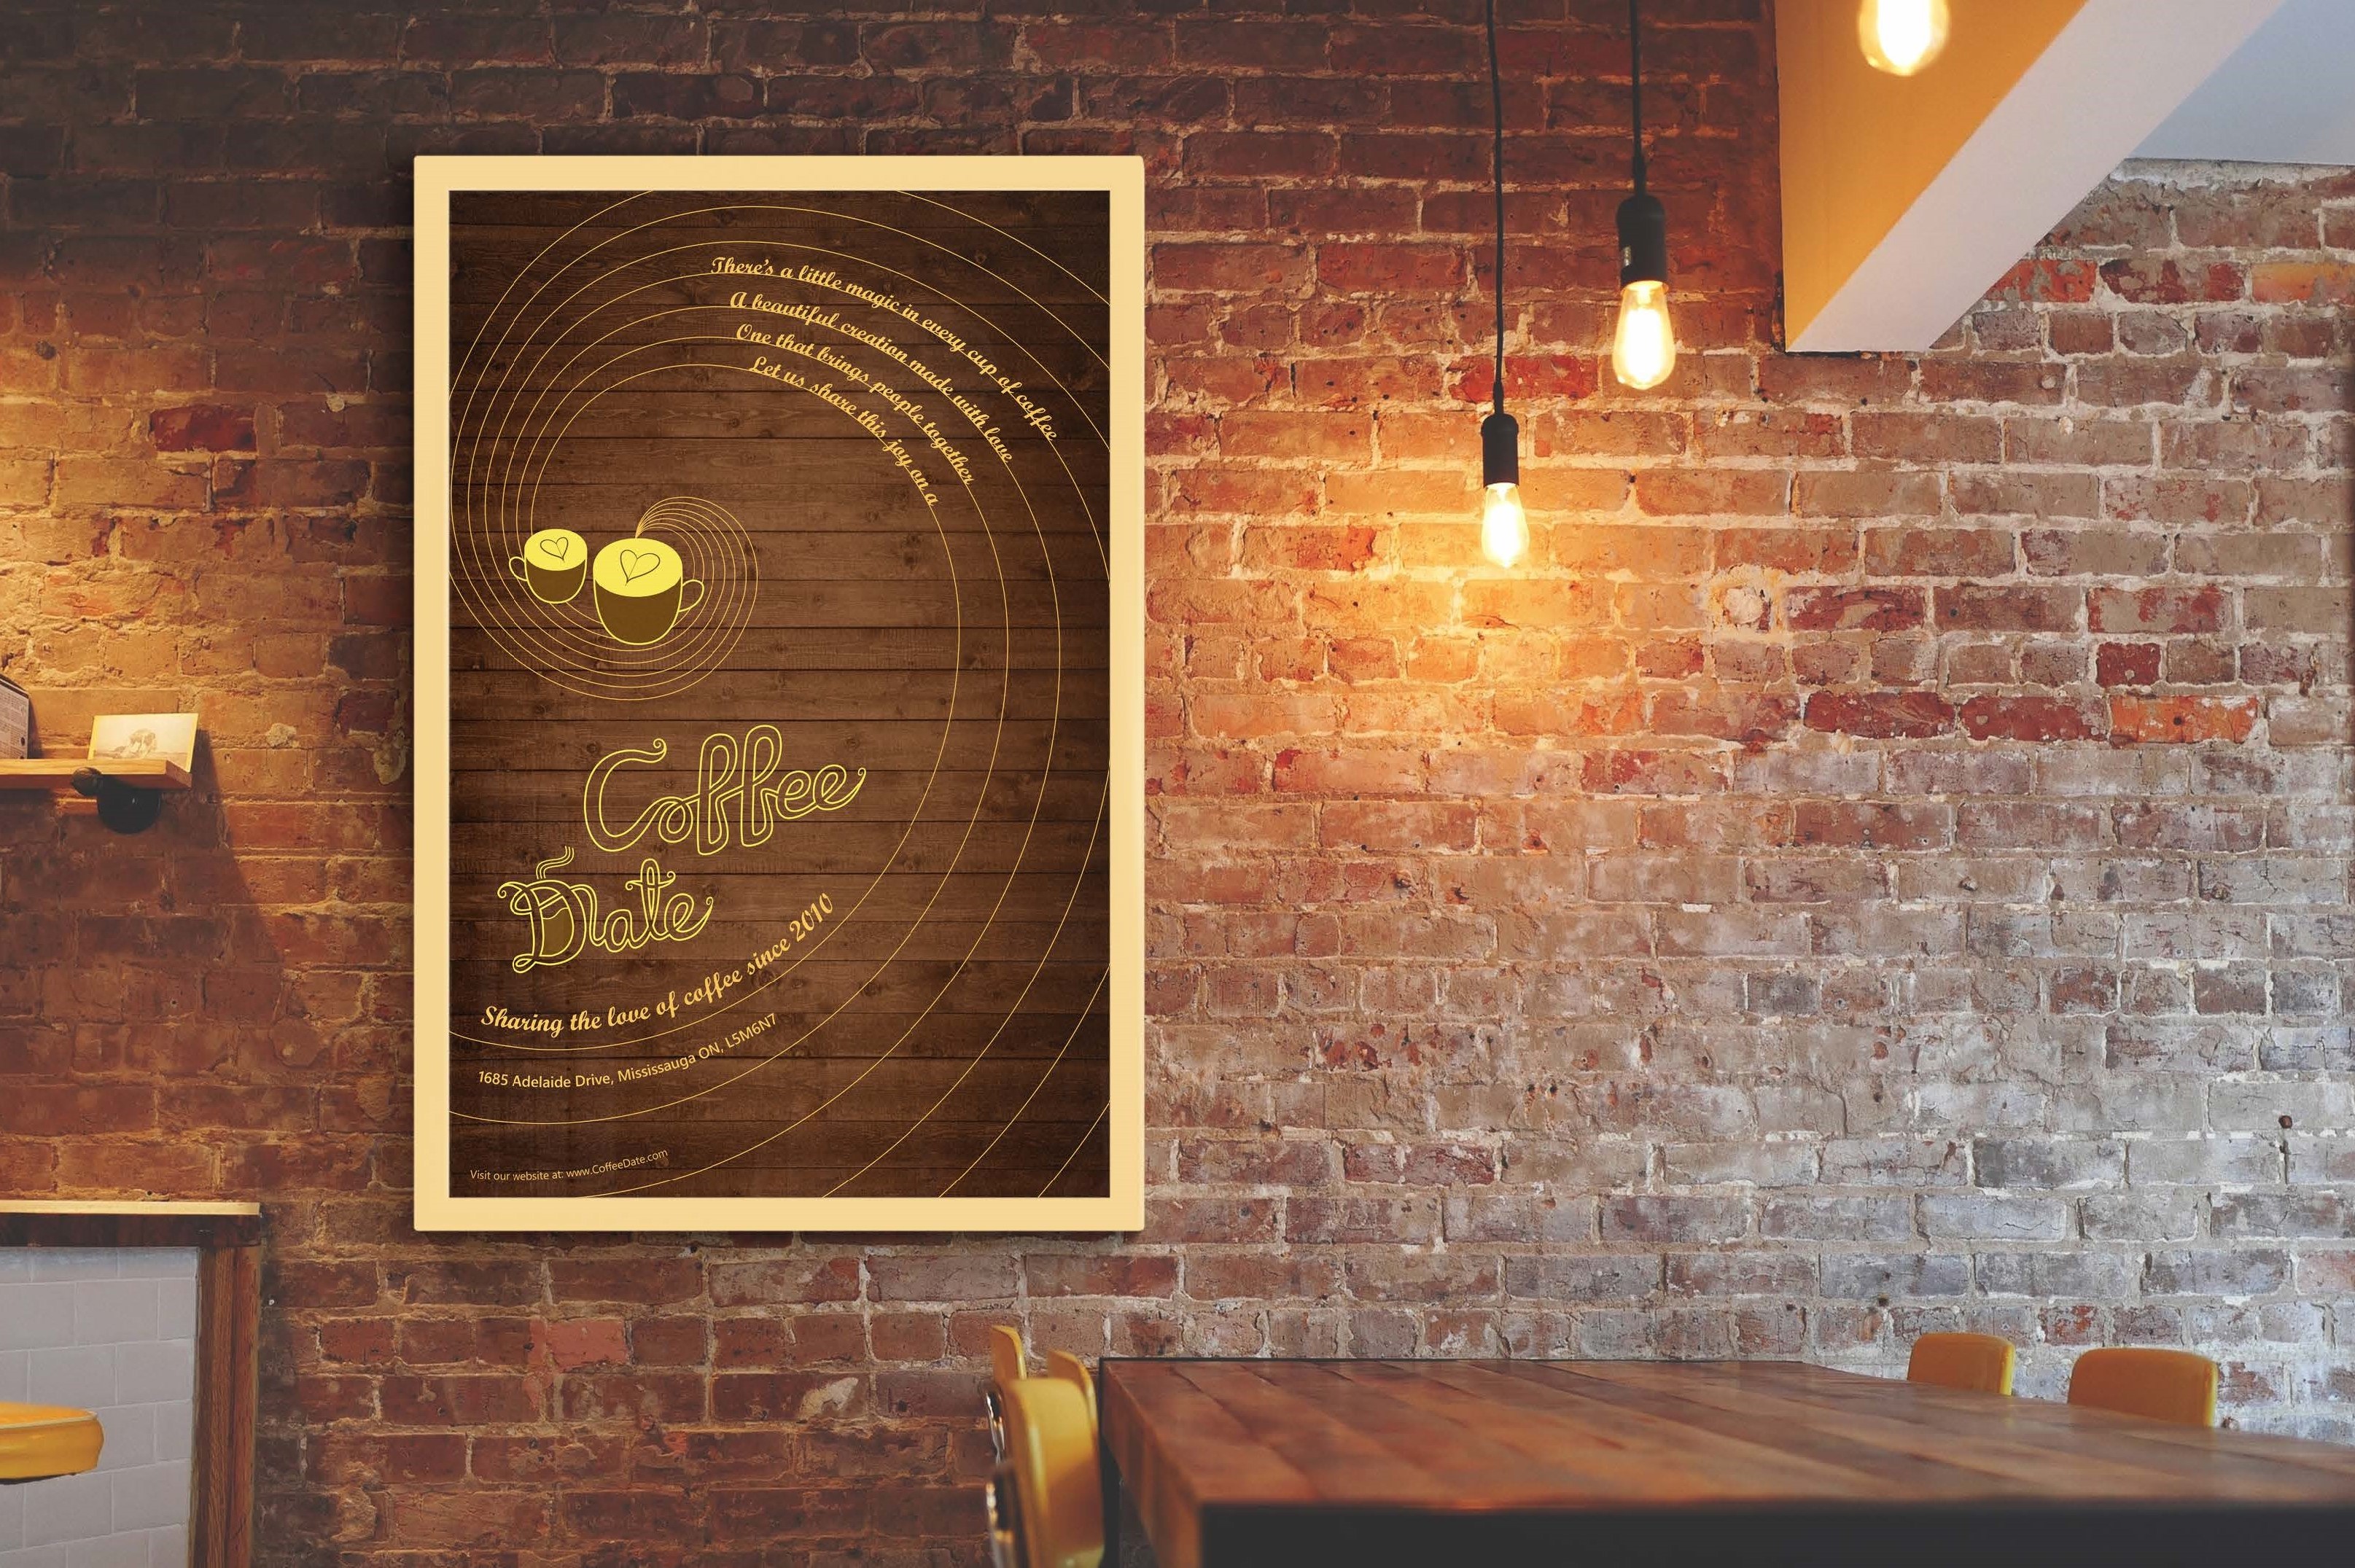 There's a little magic in every cup of coffee
A beautiful creation made with love
One that brings people together
Let us share this joy on a
Coffee
Date
Sharing the love of coffee since 2010
1685 Adelaide Drive, Mississauga ON, L5M6N7
Visit our website at: www.CoffeeDate.com